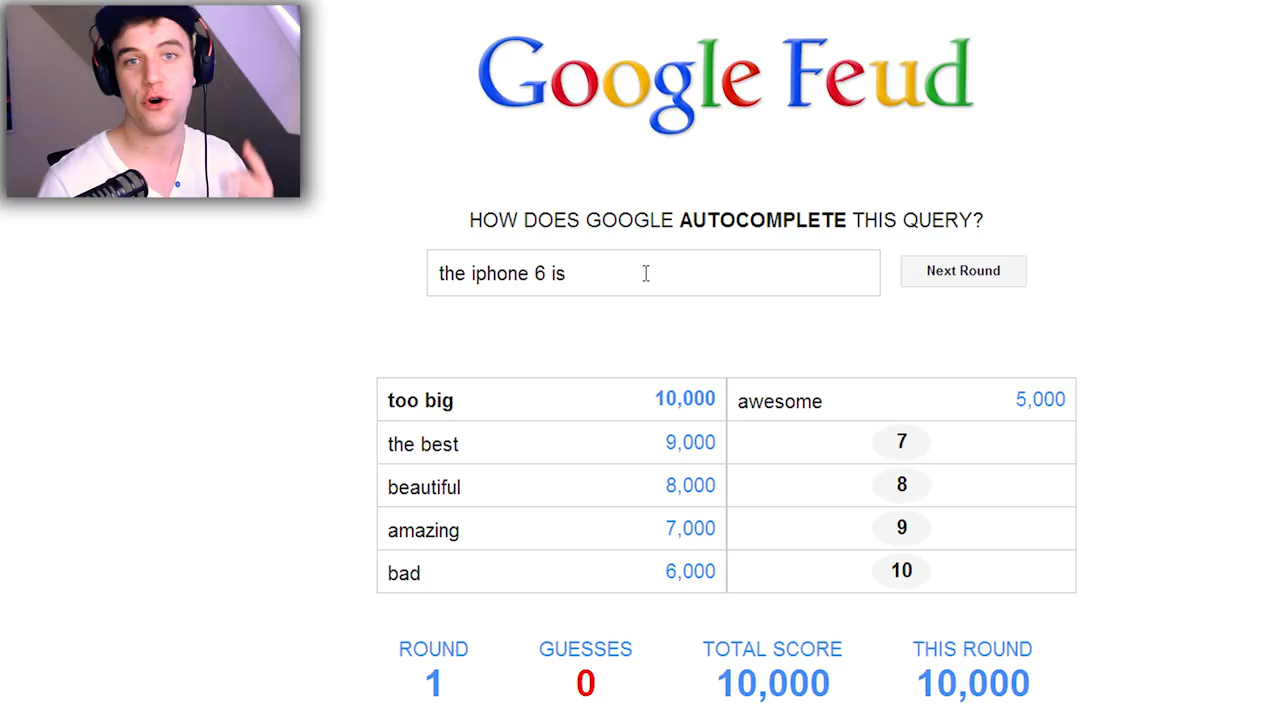 Google Feud
HOW DOES GOOGLE AUTOCOMPLETE THIS QUERY?
the iphone 6 is
Next Round
too big 10,000 awesome 5,000
the best 9,000 7
beautiful 8,000 8
amazing 7,000 9
bad 6,000 10
ROUND GUESSES TOTAL SCORE THIS ROUND
1 0 10,000 10,000